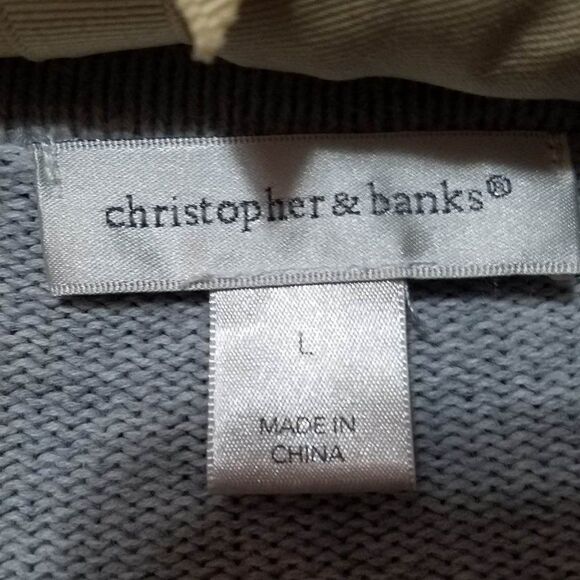 christopher & banks®
L
MADE IN
CHINA